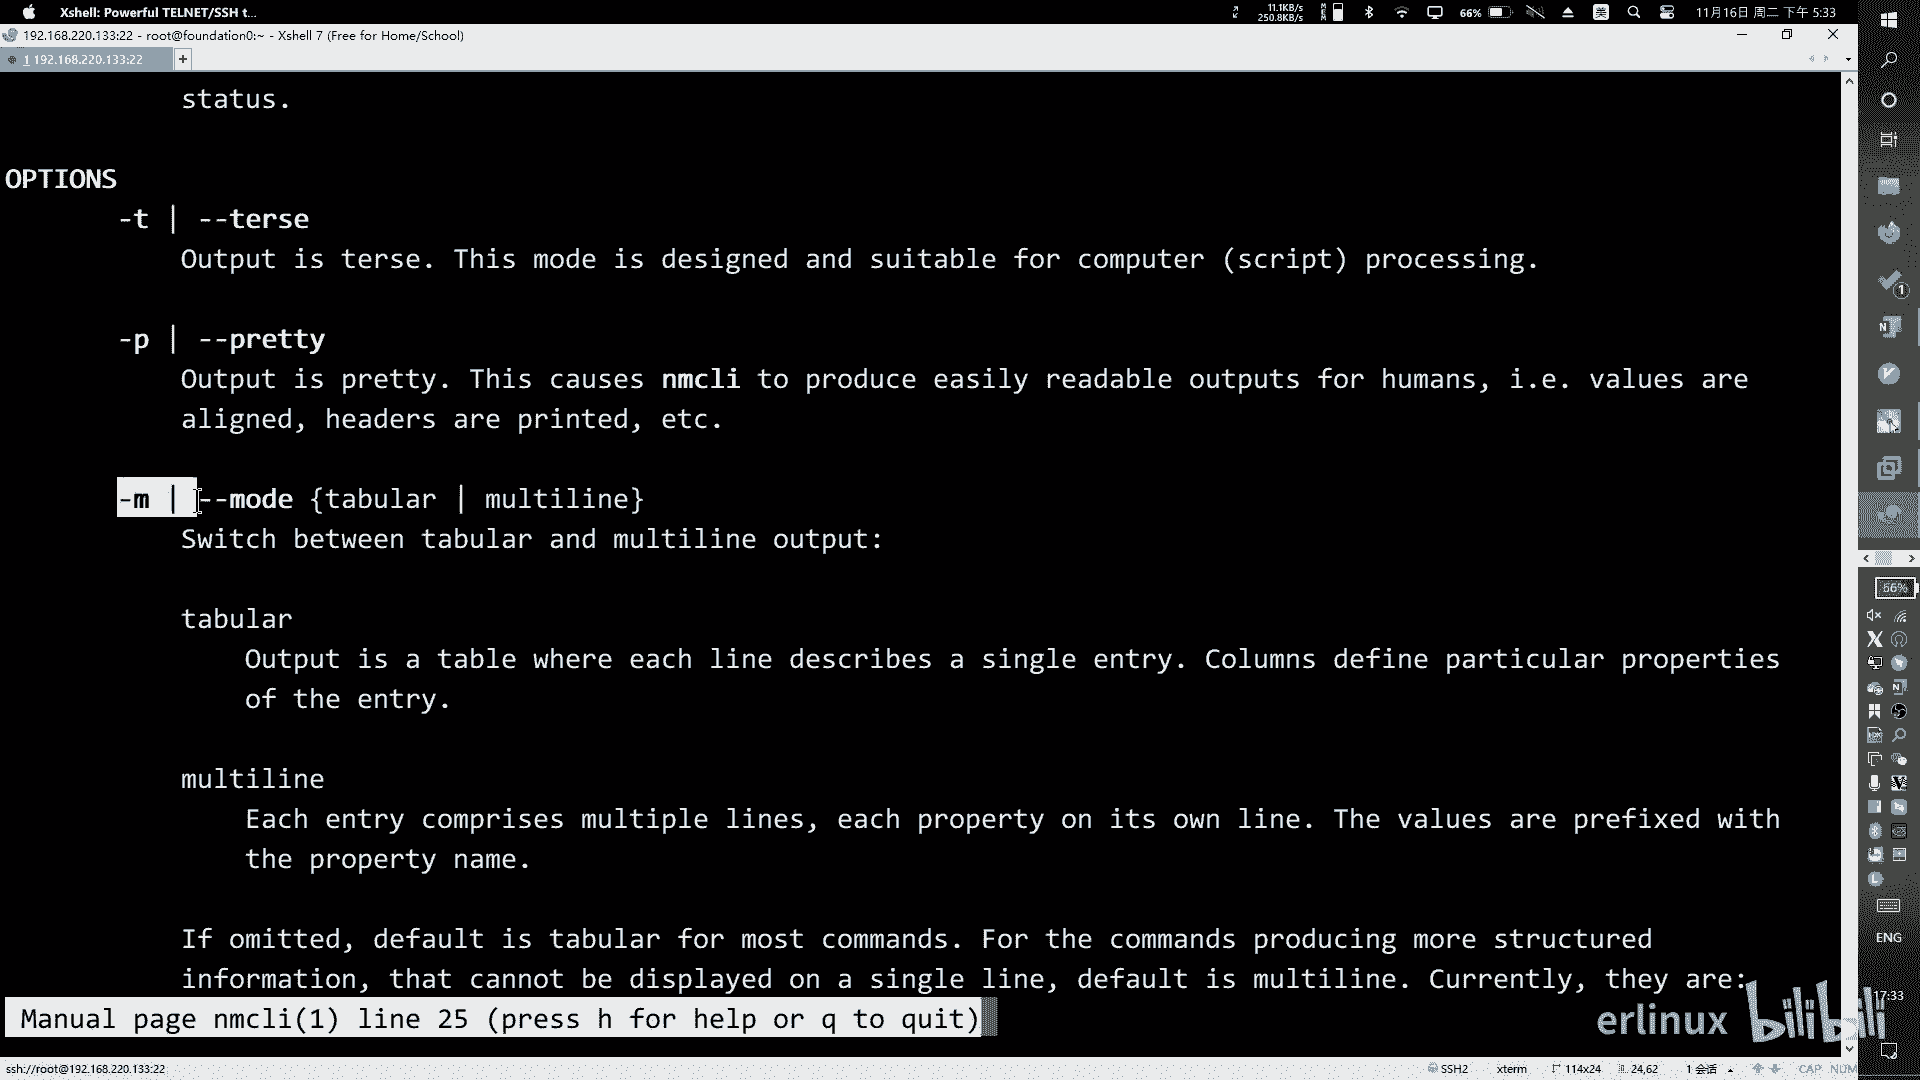 Xshell: Powerful TELNET/SSH t...
11.1KB/s
250.8KB/s
66%
美
11月16日 周二 下午 5:33
192.168.220.133:22 - root@foundation0:~ - Xshell 7 (Free for Home/School)
1 192.168.220.133:22
+
status.
OPTIONS
-t | --terse
Output is terse. This mode is designed and suitable for computer (script) processing.
-p | --pretty
Output is pretty. This causes nmcli to produce easily readable outputs for humans, i.e. values are
aligned, headers are printed, etc.
-m | --mode {tabular | multiline}
Switch between tabular and multiline output:
tabular
Output is a table where each line describes a single entry. Columns define particular properties
of the entry.
multiline
Each entry comprises multiple lines, each property on its own line. The values are prefixed with
the property name.
If omitted, default is tabular for most commands. For the commands producing more structured
information, that cannot be displayed on a single line, default is multiline. Currently, they are:
Manual page nmcli(1) line 25 (press h for help or q to quit)
ssh://root@192.168.220.133:22
SSH2
xterm
114x24
24,62
1 会话
CAP NUM
66%
ENG
17:33
erlinux bilibili